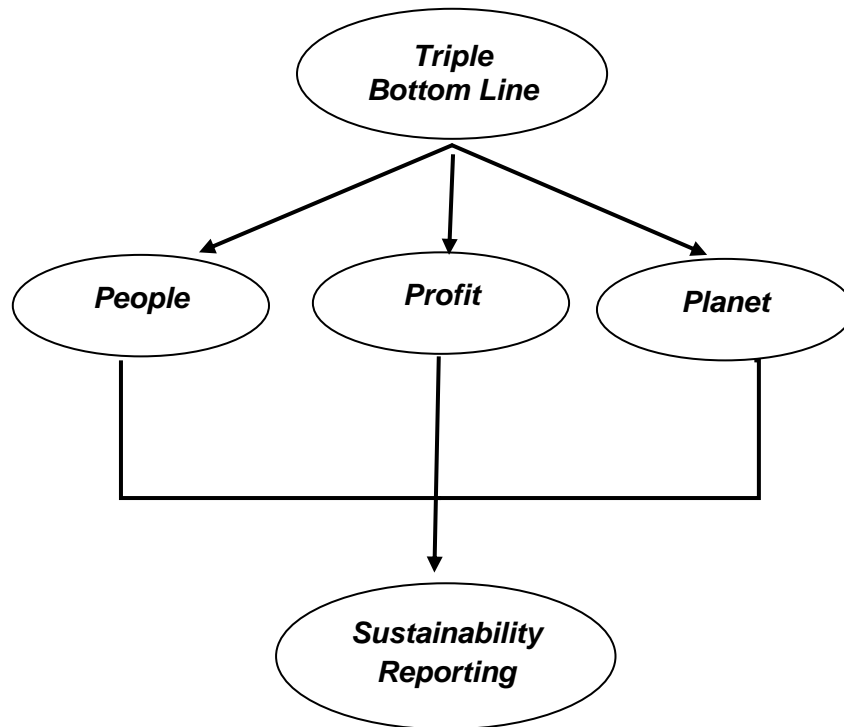 Triple
Bottom Line
People
Profit
Planet
Sustainability
Reporting